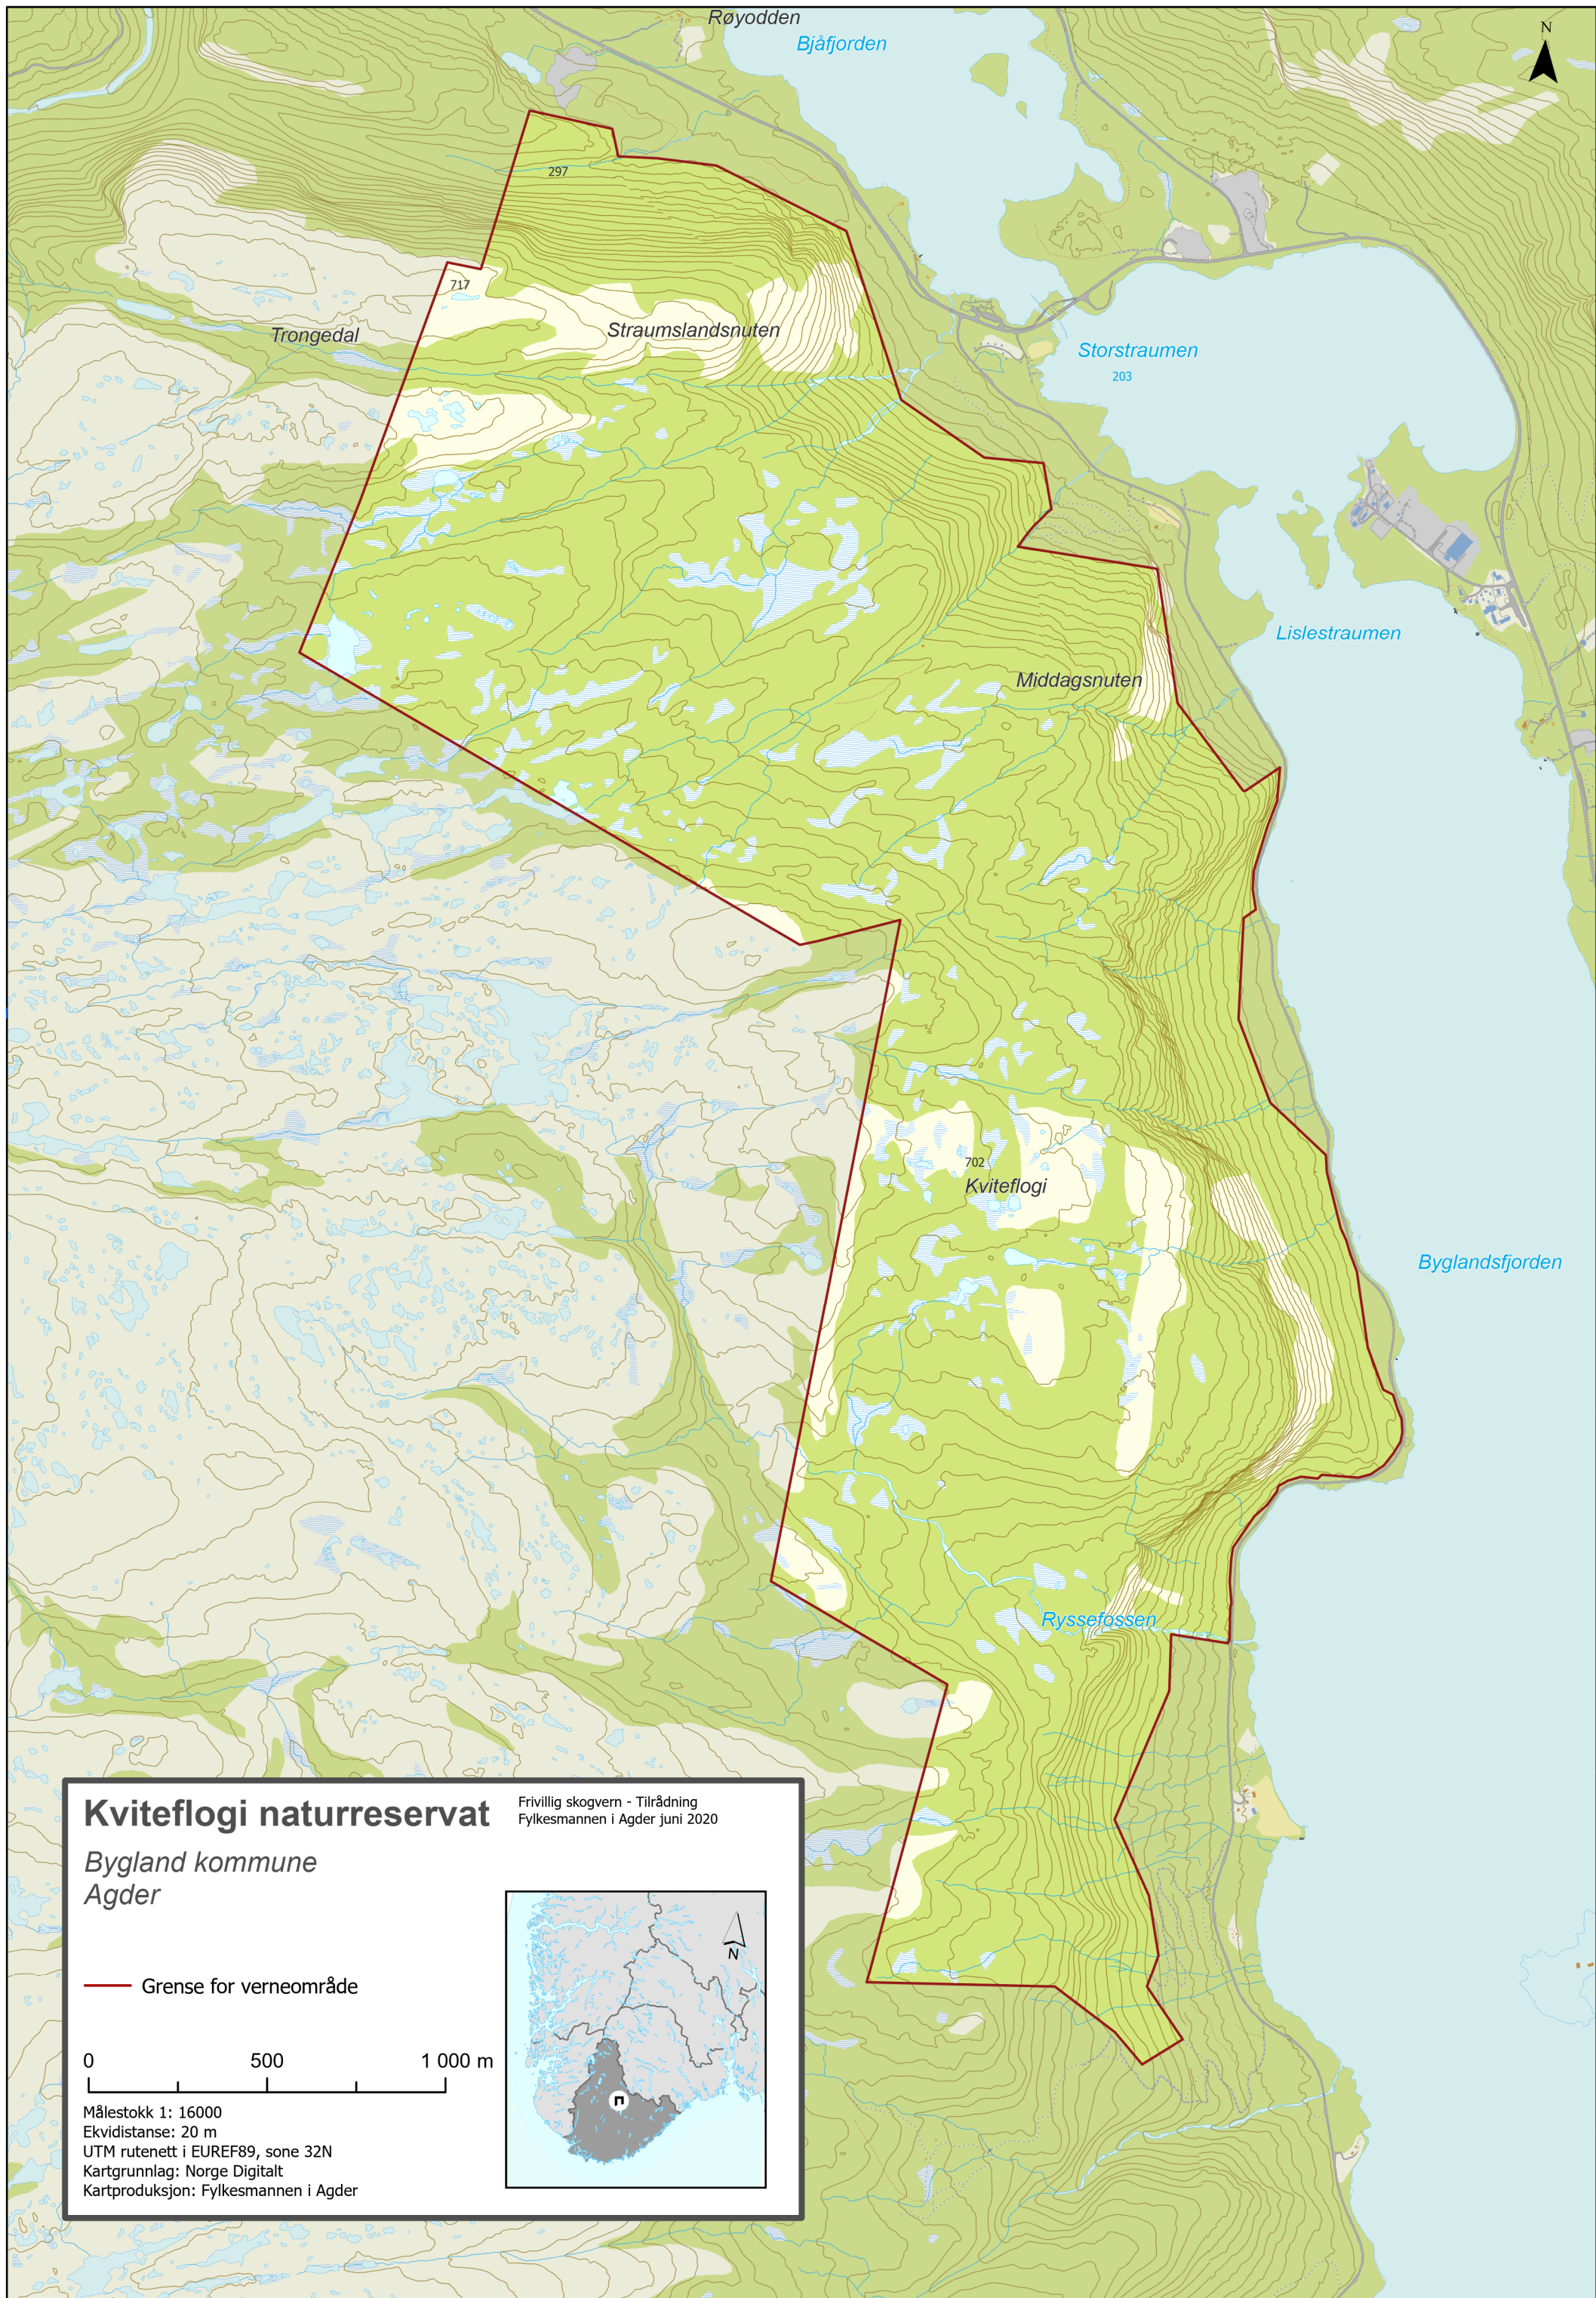 Røyodden
Bjåfjorden
N
297
717
Trongedal
Straumslandsnuten
Storstraumen
203
Lislestraumen
Middagsnuten
702
Kviteflogi
Byglandsfjorden
Ryssefossen
Kviteflogi naturreservat
Frivillig skogvern - Tilrådning
Fylkesmannen i Agder juni 2020
Bygland kommune
Agder
N
Grense for verneområde
0 500 1 000 m
Målestokk 1: 16000
Ekvidistanse: 20 m
UTM rutenett i EUREF89, sone 32N
Kartgrunnlag: Norge Digitalt
Kartproduksjon: Fylkesmannen i Agder